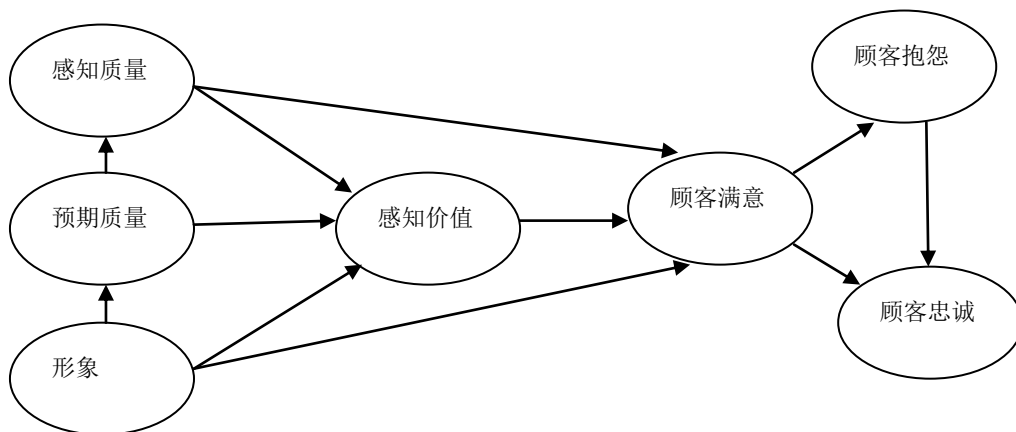 感知质量
顾客抱怨
预期质量
感知价值
顾客满意
形象
顾客忠诚